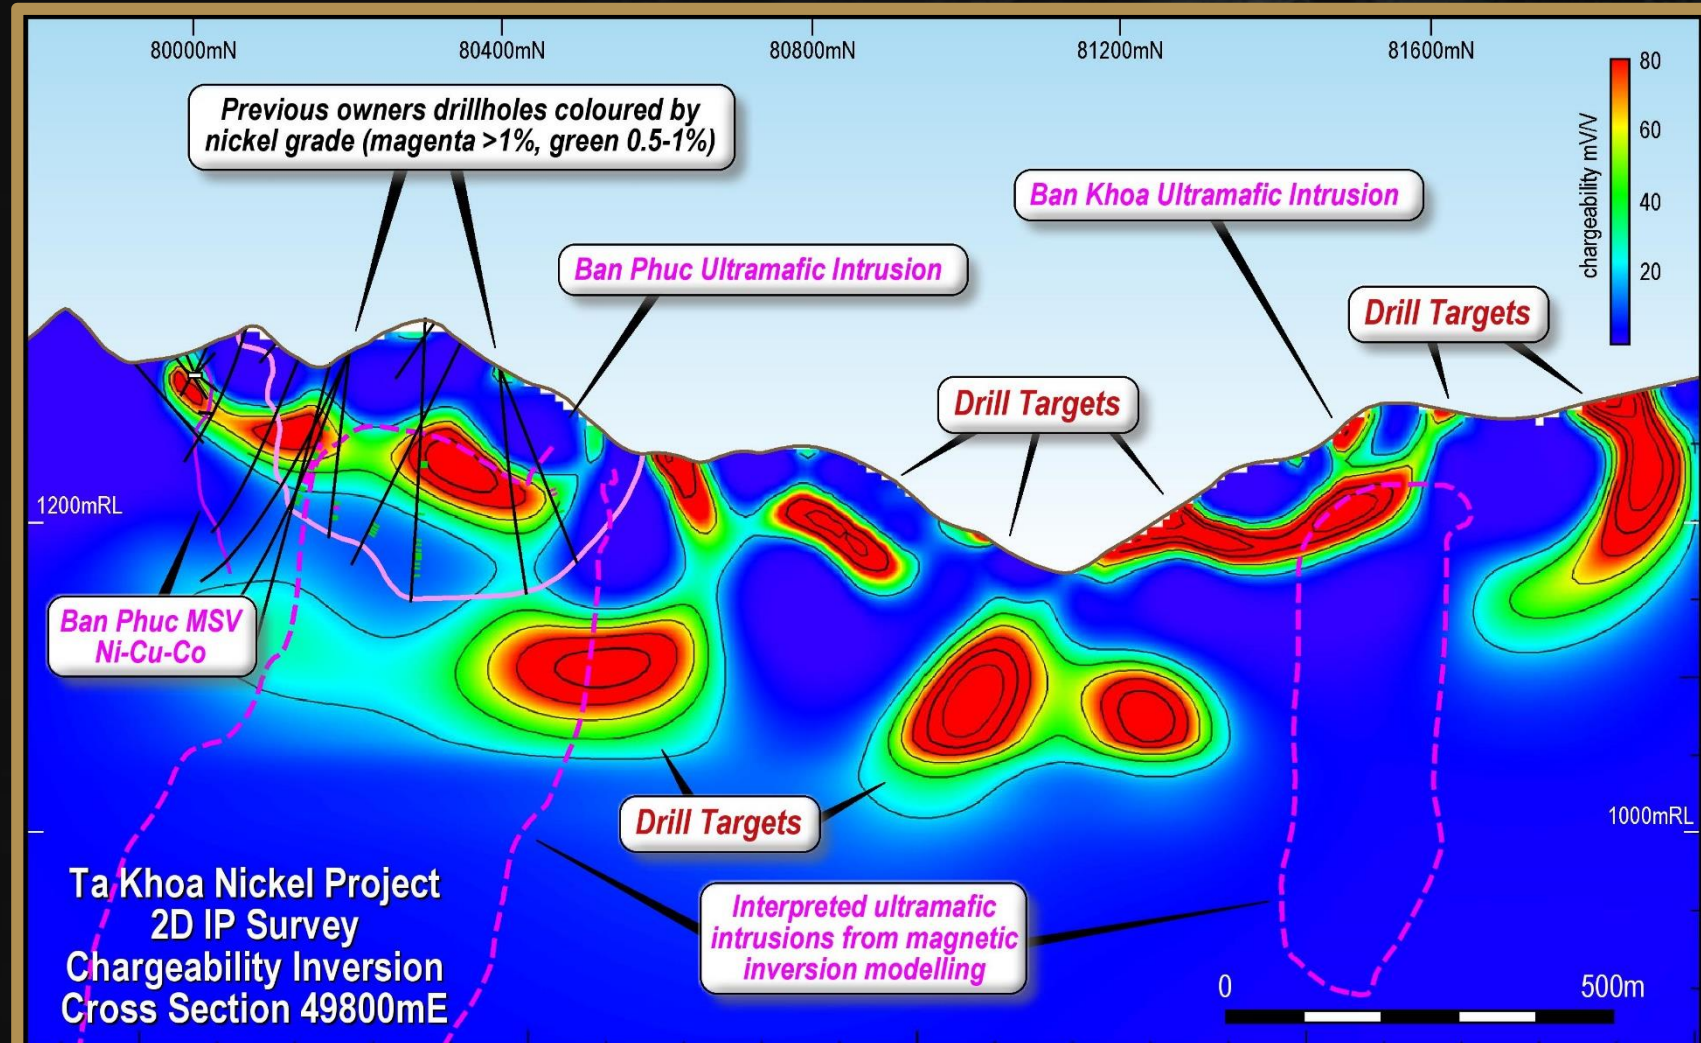 80000mN
80400mN
80800mN
81200mN
81600mN
80
60
40
20
chargeability mV/V
Previous owners drillholes coloured by
nickel grade (magenta >1%, green 0.5-1%)
Ban Khoa Ultramafic Intrusion
Ban Phuc Ultramafic Intrusion
Drill Targets
Drill Targets
1200mRL
Ban Phuc MSV
Ni-Cu-Co
Drill Targets
1000mRL
Ta Khoa Nickel Project
2D IP Survey
Chargeability Inversion
Cross Section 49800mE
Interpreted ultramafic
intrusions from magnetic
inversion modelling
0
500m